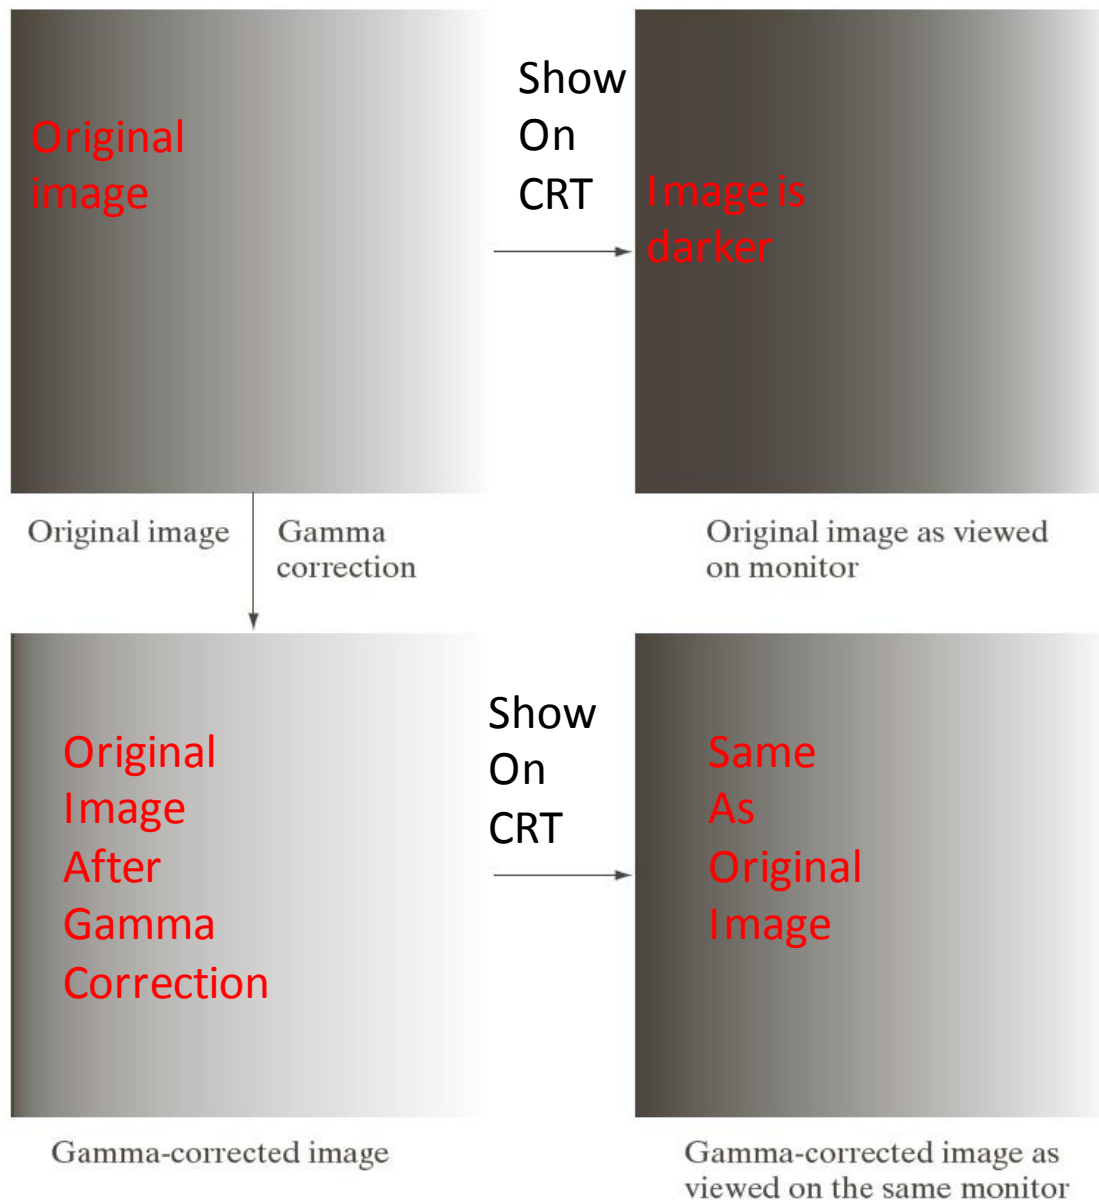 Original
image
Show
On
CRT
Image is
darker
Original image
Gamma
correction
Original image as viewed
on monitor
Original
Image
After
Gamma
Correction
Show
On
CRT
Same
As
Original
Image
Gamma-corrected image
Gamma-corrected image as
viewed on the same monitor